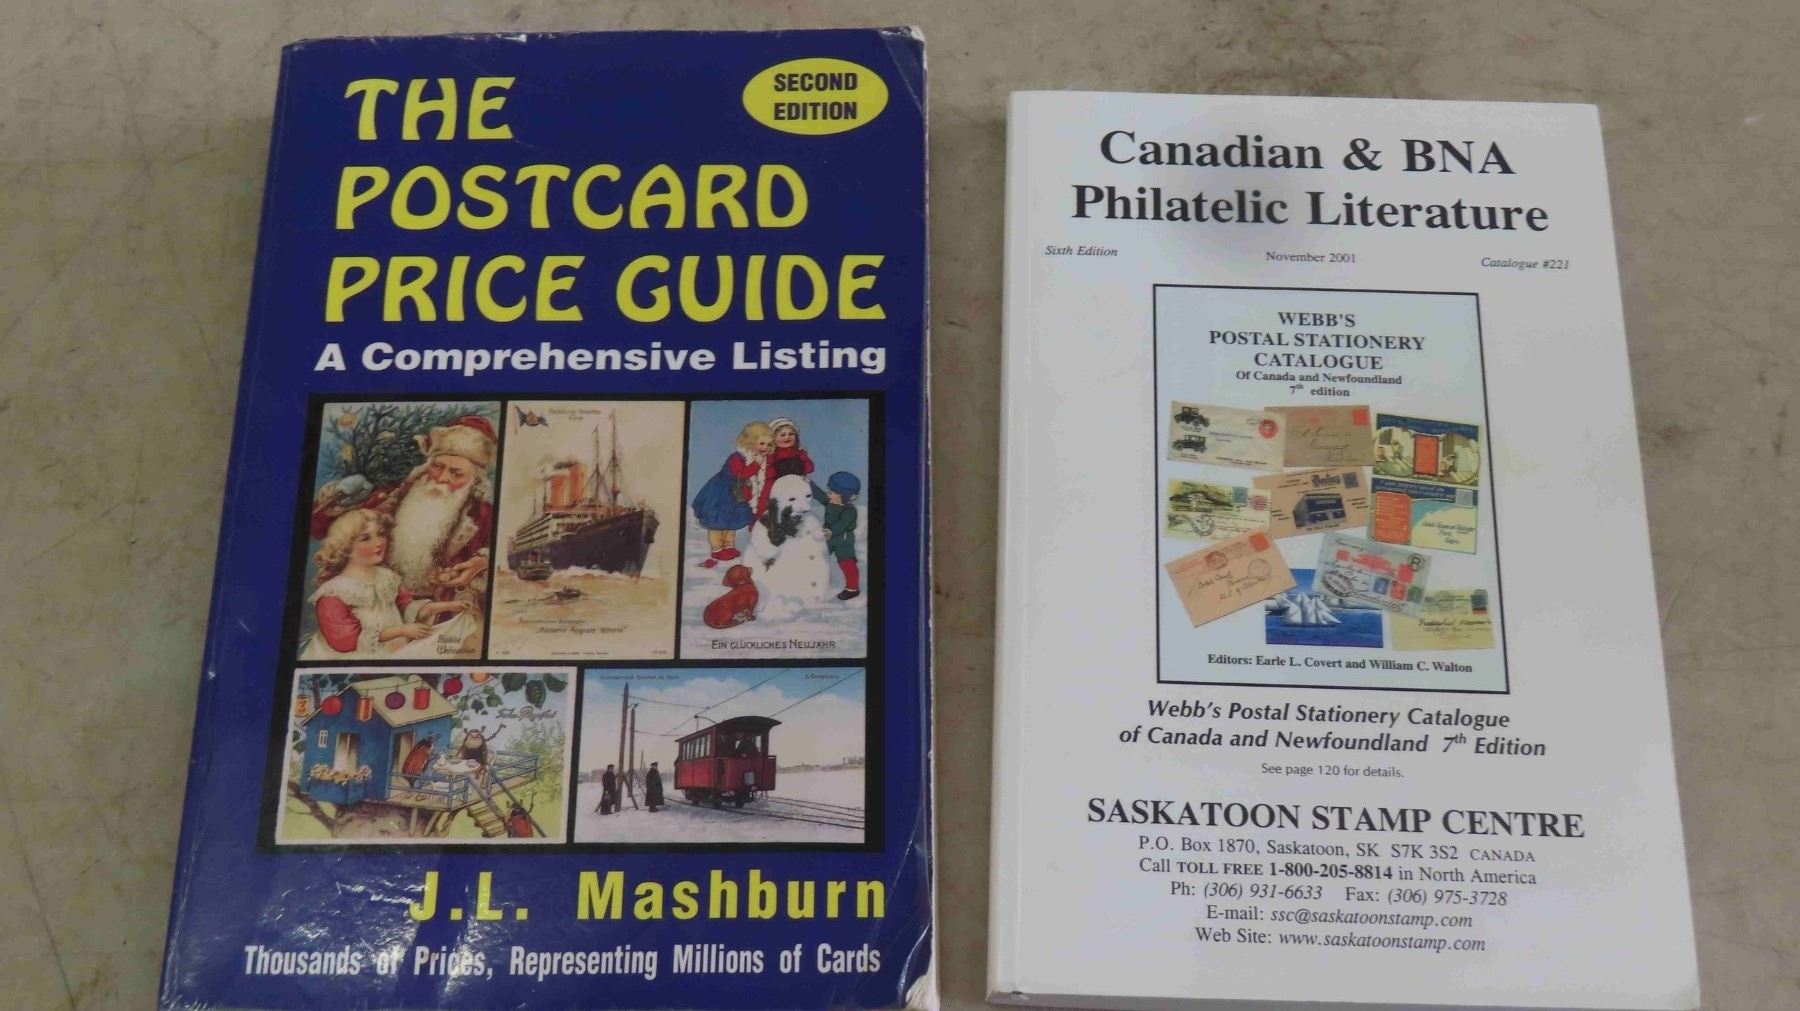 THE
POSTCARD
PRICE GUIDE
SECOND
EDITION
A Comprehensive Listing
EIN GLÜCKLICHES NEUJAHR
J.L. Mashburn
Thousands of Prices, Representing Millions of Cards
Canadian & BNA
Philatelic Literature
Sixth Edition November 2001 Catalogue #221
WEBB'S
POSTAL STATIONERY
CATALOGUE
Of Canada and Newfoundland
7th edition
Editors: Earle L. Covert and William C. Walton
Webb's Postal Stationery Catalogue
of Canada and Newfoundland 7th Edition
See page 120 for details.
SASKATOON STAMP CENTRE
P.O. Box 1870, Saskatoon, SK S7K 3S2 CANADA
Call TOLL FREE 1-800-205-8814 in North America
Ph: (306) 931-6633 Fax: (306) 975-3728
E-mail: ssc@saskatoonstamp.com
Web Site: www.saskatoonstamp.com